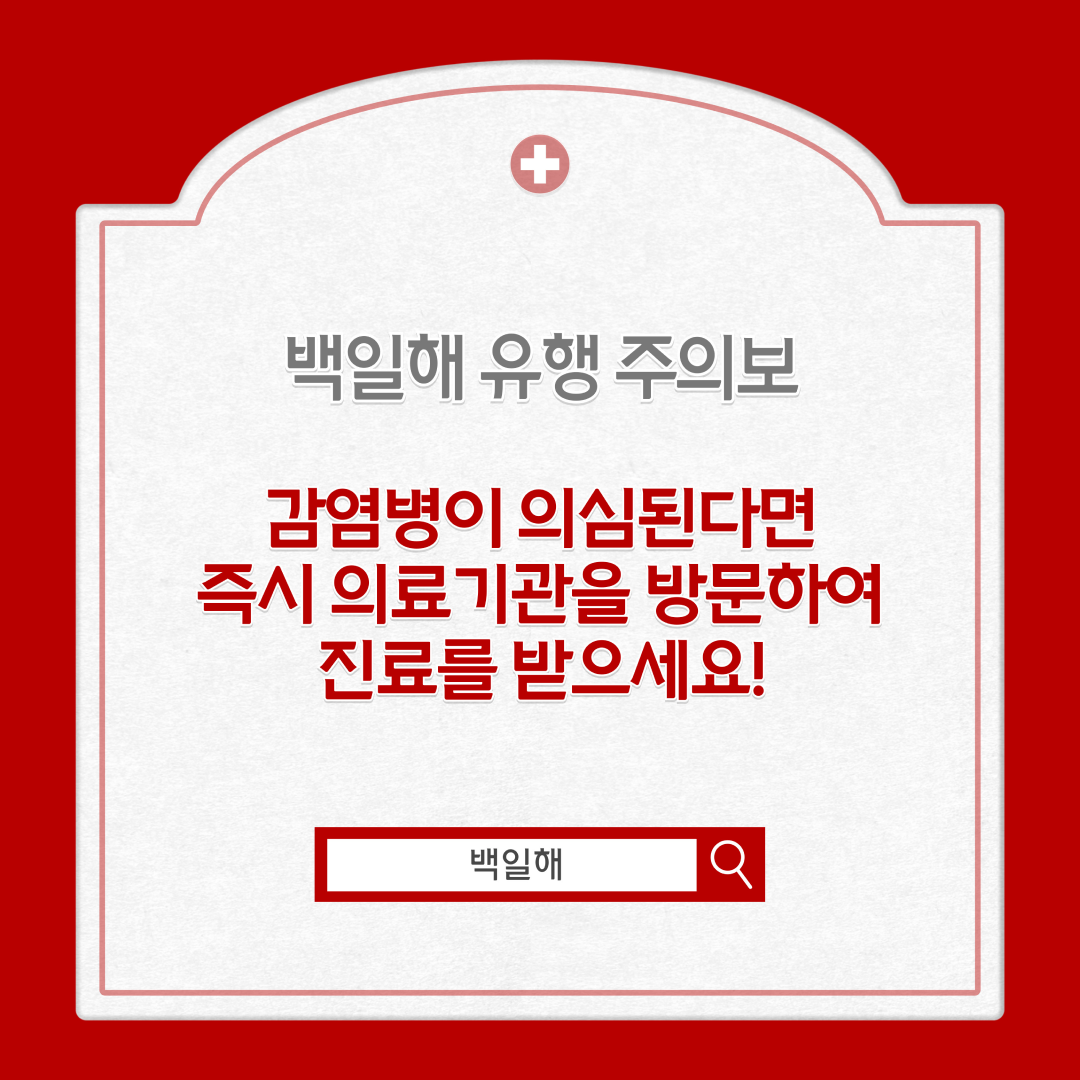 백일해 유행 주의보
감염병이 의심된다면
즉시 의료기관을 방문하여
진료를 받으세요!
백일해